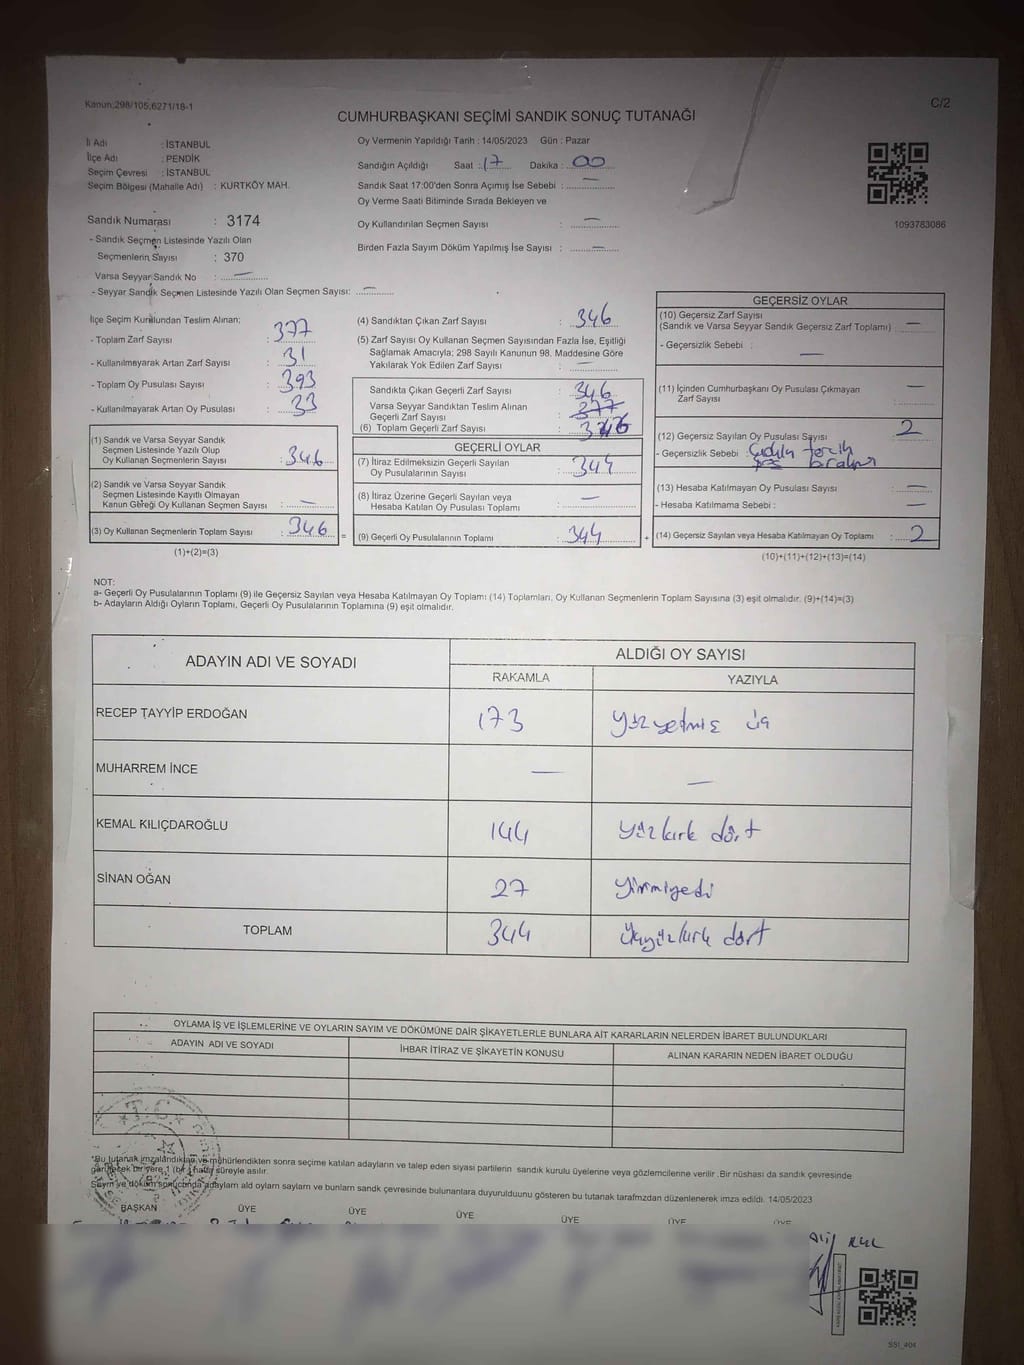 Kanun;298/105;6271/18-1
C/2
CUMHURBAŞKANI SEÇİMİ SANDIK SONUÇ TUTANAĞI
İl Adı : İSTANBUL
İlçe Adı : PENDİK
Seçim Çevresi : İSTANBUL
Seçim Bölgesi (Mahalle Adı) : KURTKÖY MAH.
Sandık Numarası : 3174
- Sandık Seçmen Listesinde Yazılı Olan
Seçmenlerin Sayısı : 370
Varsa Seyyar Sandık No : —
- Seyyar Sandık Seçmen Listesinde Yazılı Olan Seçmen Sayısı: —
Oy Vermenin Yapıldığı Tarih : 14/05/2023 Gün : Pazar
Sandığın Açıldığı Saat : 17 Dakika : 00
Sandık Saat 17:00'den Sonra Açımış İse Sebebi : —
Oy Verme Saati Bitiminde Sırada Bekleyen ve
Oy Kullandırılan Seçmen Sayısı : —
Birden Fazla Sayım Döküm Yapılmış İse Sayısı : —
1093783086
İlçe Seçim Kurulundan Teslim Alınan;
- Toplam Zarf Sayısı : 377
- Kullanılmayarak Artan Zarf Sayısı : 31
- Toplam Oy Pusulası Sayısı : 393
- Kullanılmayarak Artan Oy Pusulası : 33
(1) Sandık ve Varsa Seyyar Sandık
Seçmen Listesinde Yazılı Olup
Oy Kullanan Seçmenlerin Sayısı : 346
(2) Sandık ve Varsa Seyyar Sandık
Seçmen Listesinde Kayıtlı Olmayan
Kanun Gereği Oy Kullanan Seçmen Sayısı : —
(3) Oy Kullanan Seçmenlerin Toplam Sayısı : 346
(1)+(2)=(3)
(4) Sandıktan Çıkan Zarf Sayısı : 346
(5) Zarf Sayısı Oy Kullanan Seçmen Sayısından Fazla İse, Eşitliği
Sağlamak Amacıyla; 298 Sayılı Kanunun 98. Maddesine Göre
Yakılarak Yok Edilen Zarf Sayısı : —
Sandıkta Çıkan Geçerli Zarf Sayısı : 346
Varsa Seyyar Sandıktan Teslim Alınan
Geçerli Zarf Sayısı : 377
(6) Toplam Geçerli Zarf Sayısı : 346
GEÇERLİ OYLAR
(7) İtiraz Edilmeksizin Geçerli Sayılan
Oy Pusulalarının Sayısı : 344
(8) İtiraz Üzerine Geçerli Sayılan veya
Hesaba Katılan Oy Pusulası Toplamı : —
= (9) Geçerli Oy Pusulalarının Toplamı : 344
GEÇERSİZ OYLAR
(10) Geçersiz Zarf Sayısı
(Sandık ve Varsa Seyyar Sandık Geçersiz Zarf Toplamı) : —
- Geçersizlik Sebebi : —
(11) İçinden Cumhurbaşkanı Oy Pusulası Çıkmayan
Zarf Sayısı : —
(12) Geçersiz Sayılan Oy Pusulası Sayısı : 2
- Geçersizlik Sebebi : tercih
(13) Hesaba Katılmayan Oy Pusulası Sayısı : —
- Hesaba Katılmama Sebebi : —
+ (14) Geçersiz Sayılan veya Hesaba Katılmayan Oy Toplamı : 2
(10)+(11)+(12)+(13)=(14)
NOT:
a- Geçerli Oy Pusulalarının Toplamı (9) ile Geçersiz Sayılan veya Hesaba Katılmayan Oy Toplamı (14) Toplamları, Oy Kullanan Seçmenlerin Toplam Sayısına (3) eşit olmalıdır. (9)+(14)=(3)
b- Adayların Aldığı Oyların Toplamı, Geçerli Oy Pusulalarının Toplamına (9) eşit olmalıdır.
ADAYIN ADI VE SOYADI ALDIĞI OY SAYISI
RAKAMLA YAZIYLA
RECEP TAYYİP ERDOĞAN 173 Yüzyetmiş üç
MUHARREM İNCE — —
KEMAL KILIÇDAROĞLU 144 Yüzkırk dört
SİNAN OĞAN 27 Yirmiyedi
TOPLAM 344 Üçyüzkırk dört
OYLAMA İŞ VE İŞLEMLERİNE VE OYLARIN SAYIM VE DÖKÜMÜNE DAİR ŞİKAYETLERLE BUNLARA AİT KARARLARIN NELERDEN İBARET BULUNDUKLARI
ADAYIN ADI VE SOYADI İHBAR İTİRAZ VE ŞİKAYETİN KONUSU ALINAN KARARIN NEDEN İBARET OLDUĞU
T.C.
*Bu tutanak imzalandıktan ve mühürlendikten sonra seçime katılan adayların ve talep eden siyasi partilerin sandık kurulu üyelerine veya gözlemcilerine verilir .Bir nüshası da sandık çevresinde
görülecek bir yere 1 (bir) hafta süreyle asılır.
Sayım ve döküm sonucunda adayların aldı oyların sayların ve bunların sandık çevresinde bulunanlara duyurulduunu gösteren bu tutanak tarafmzdan düzenlenerek imza edildi. 14/05/2023
BAŞKAN ÜYE ÜYE ÜYE ÜYE ÜYE ÜYE
SSI_404